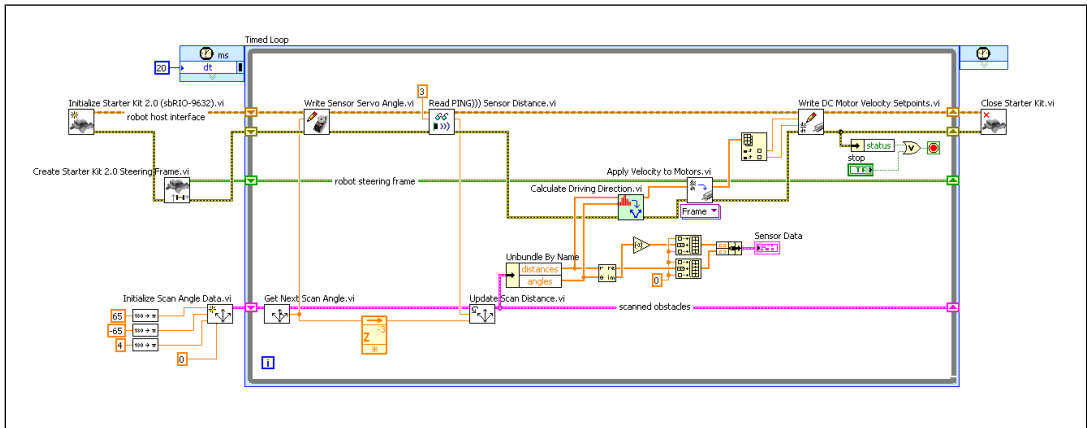 Timed Loop
ms
20
dt
3
Initialize Starter Kit 2.0 (sbRIO-9632).vi
Write Sensor Servo Angle.vi
Read PING))) Sensor Distance.vi
Write DC Motor Velocity Setpoints.vi
Close Starter Kit.vi
robot host interface
status
stop
TF
Create Starter Kit 2.0 Steering Frame.vi
robot steering frame
Apply Velocity to Motors.vi
Calculate Driving Direction.vi
Frame
Sensor Data
Unbundle By Name
distances
angles
r re
θ im
0
Initialize Scan Angle Data.vi
Get Next Scan Angle.vi
Update Scan Distance.vi
scanned obstacles
65
-65
4
0
Z
-3
i